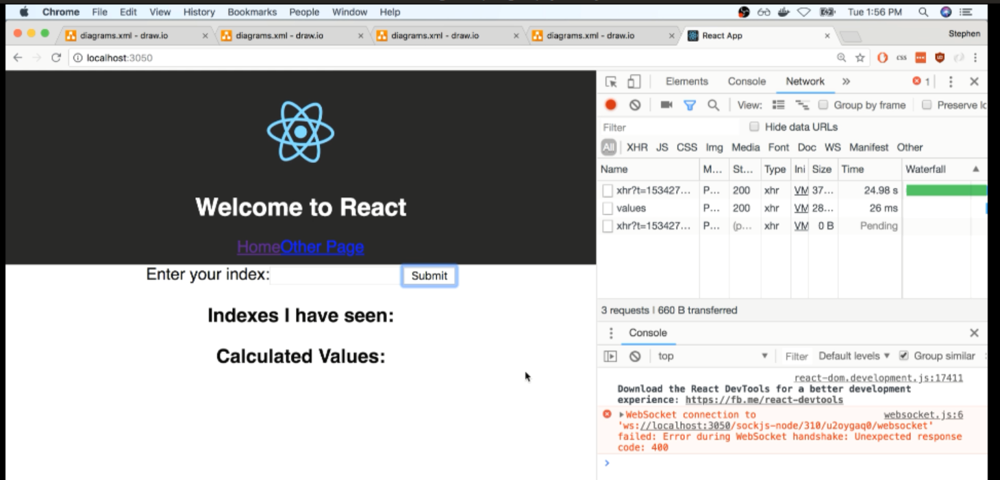 Chrome File Edit View History Bookmarks People Window Help Tue 1:56 PM
diagrams.xml - draw.io diagrams.xml - draw.io diagrams.xml - draw.io diagrams.xml - draw.io React App Stephen
localhost:3050 CSS
Elements Console Network » 1
View: Group by frame Preserve lo
Filter Hide data URLs
All XHR JS CSS Img Media Font Doc WS Manifest Other
Name M... St... Type Ini Size Time Waterfall
xhr?t=153427... P... 200 xhr VM 37... 24.98 s
values P... 200 xhr VM 28... 26 ms
xhr?t=153427... P... (p... xhr VM 0 B Pending
3 requests | 660 B transferred
Console
top Filter Default levels ▼ Group similar
react-dom.development.js:17411
Download the React DevTools for a better development
experience: https://fb.me/react-devtools
WebSocket connection to websocket.js:6
'ws://localhost:3050/sockjs-node/310/u2oygaq0/websocket'
failed: Error during WebSocket handshake: Unexpected response
code: 400
Welcome to React
HomeOther Page
Enter your index: Submit
Indexes I have seen:
Calculated Values: